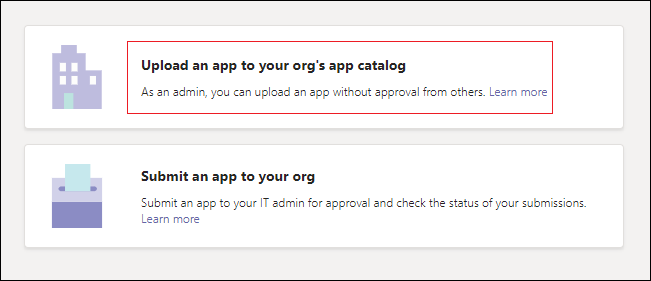 Upload an app to your org's app catalog
As an admin, you can upload an app without approval from others. Learn more
Submit an app to your org
Submit an app to your IT admin for approval and check the status of your submissions.
Learn more